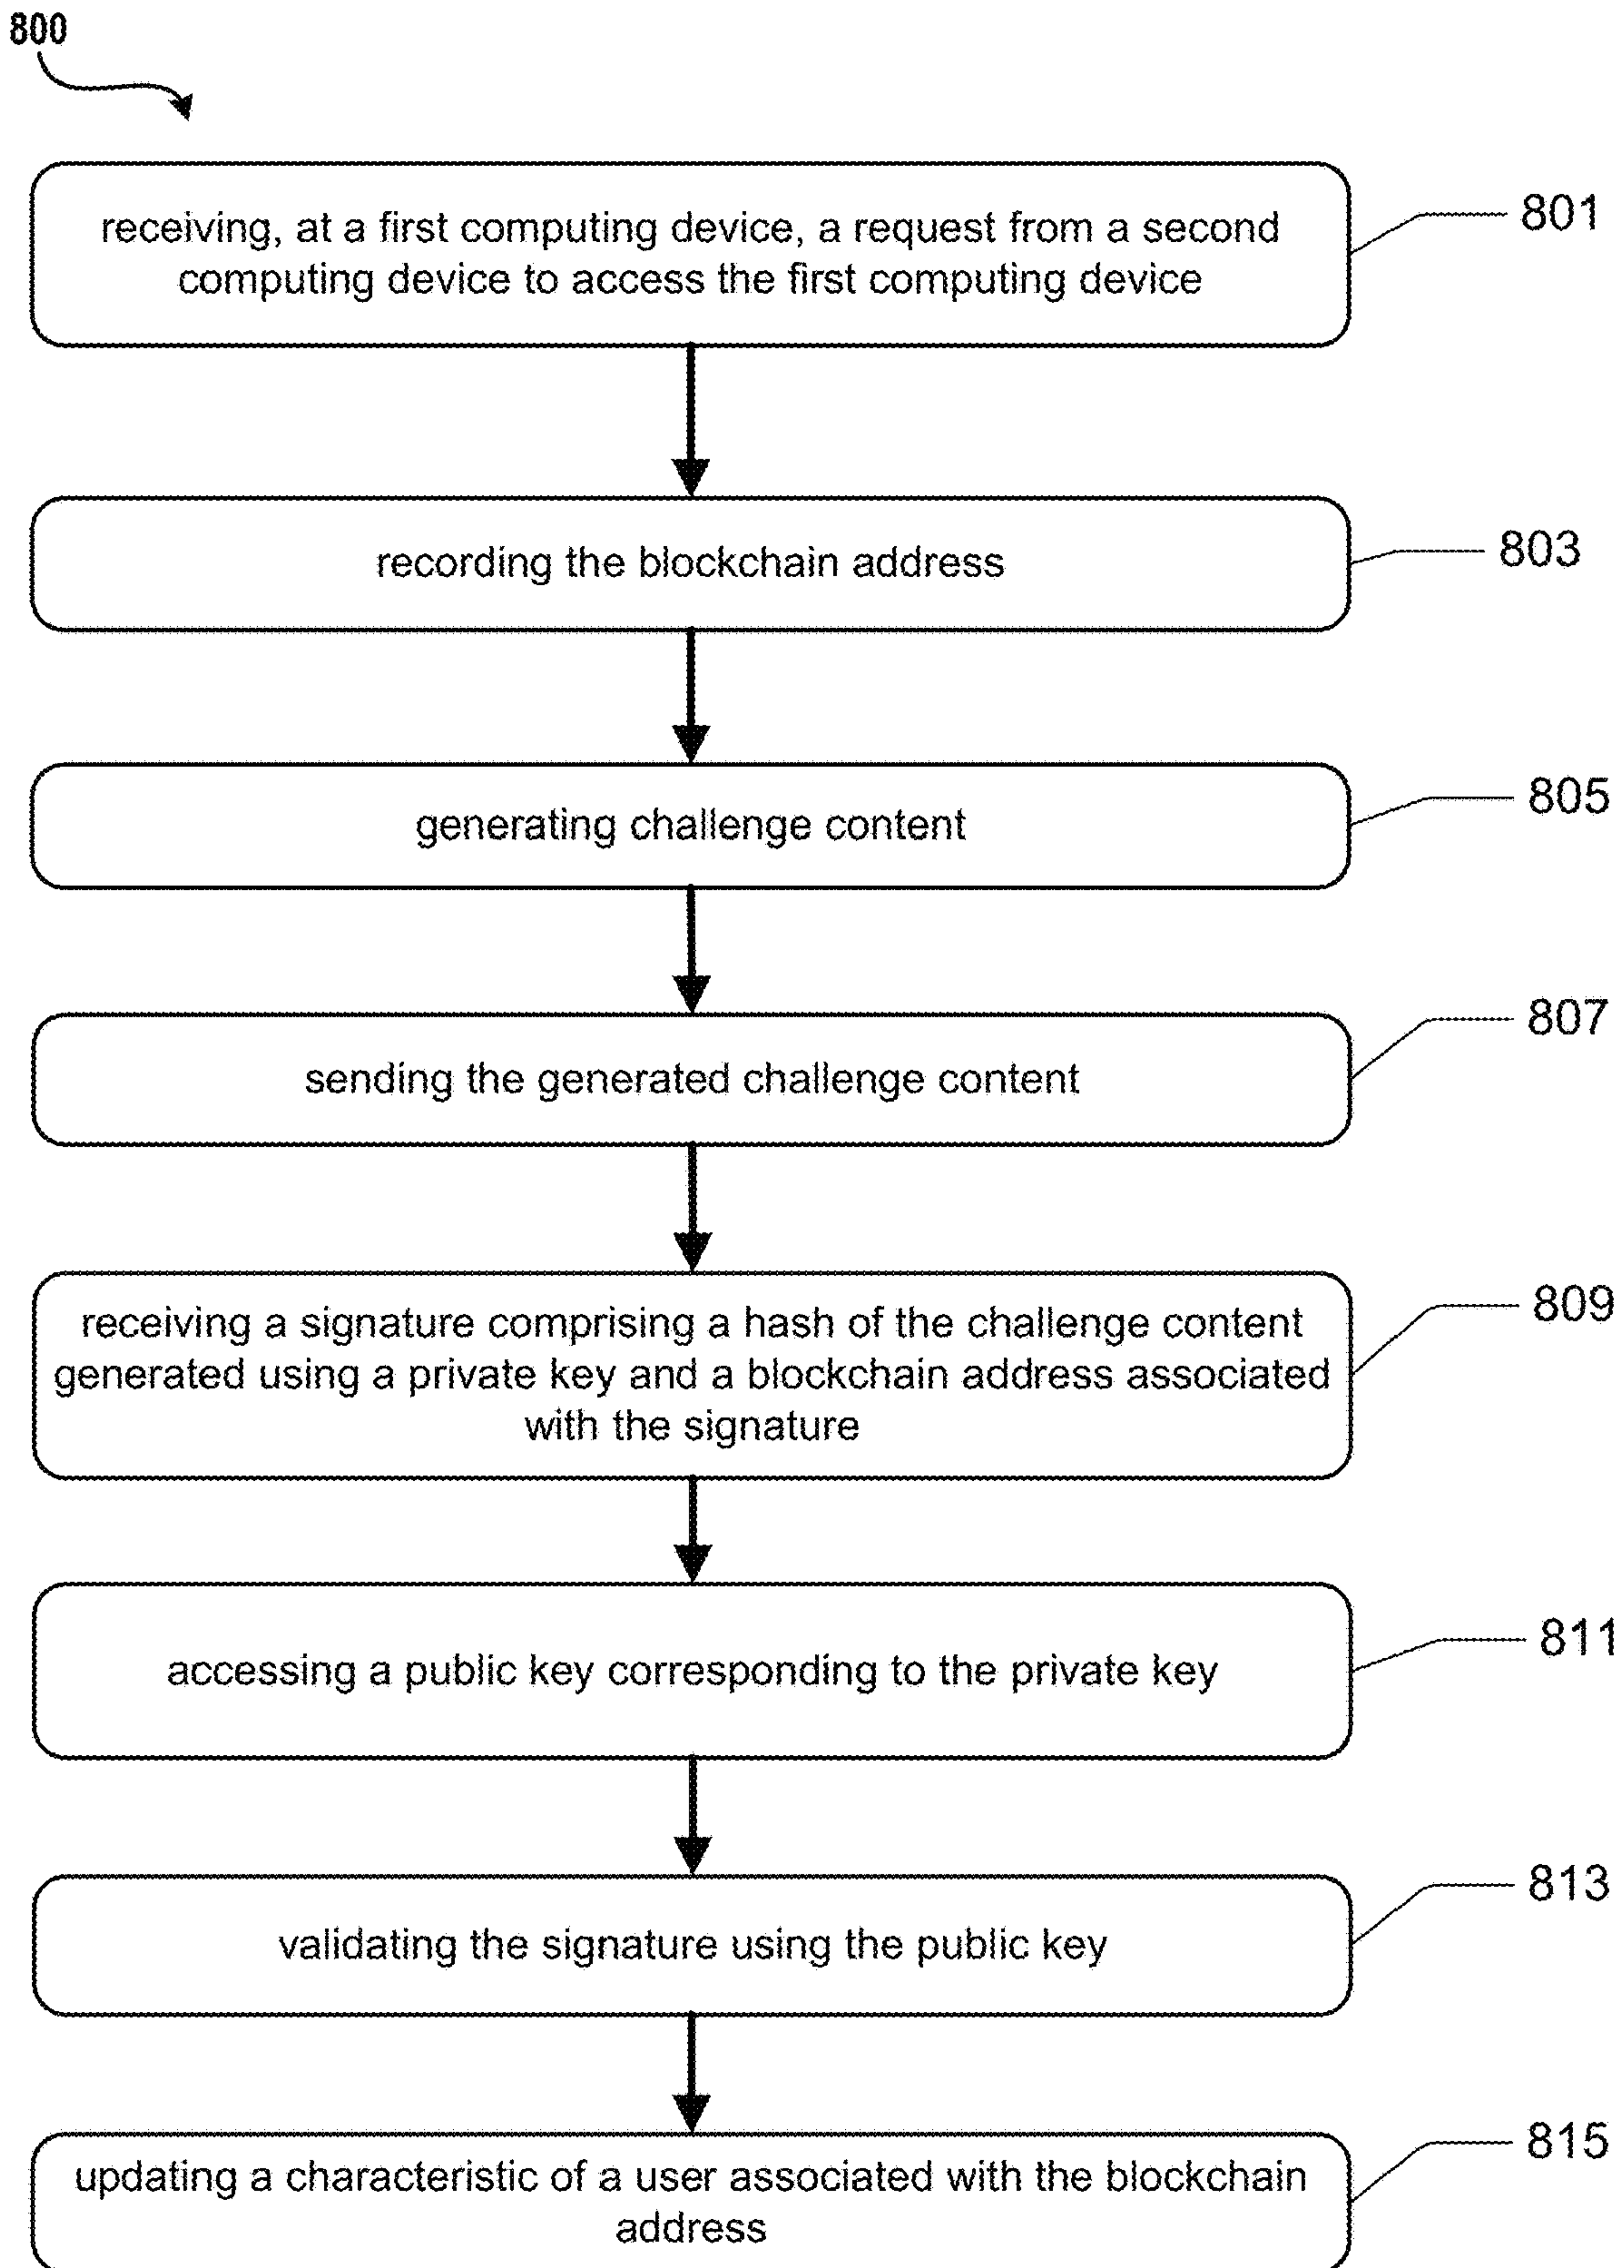 800
receiving, at a first computing device, a request from a second
computing device to access the first computing device
801
recording the blockchain address
803
generating challenge content
805
sending the generated challenge content
807
receiving a signature comprising a hash of the challenge content
generated using a private key and a blockchain address associated
with the signature
809
accessing a public key corresponding to the private key
811
validating the signature using the public key
813
updating a characteristic of a user associated with the blockchain
address
815